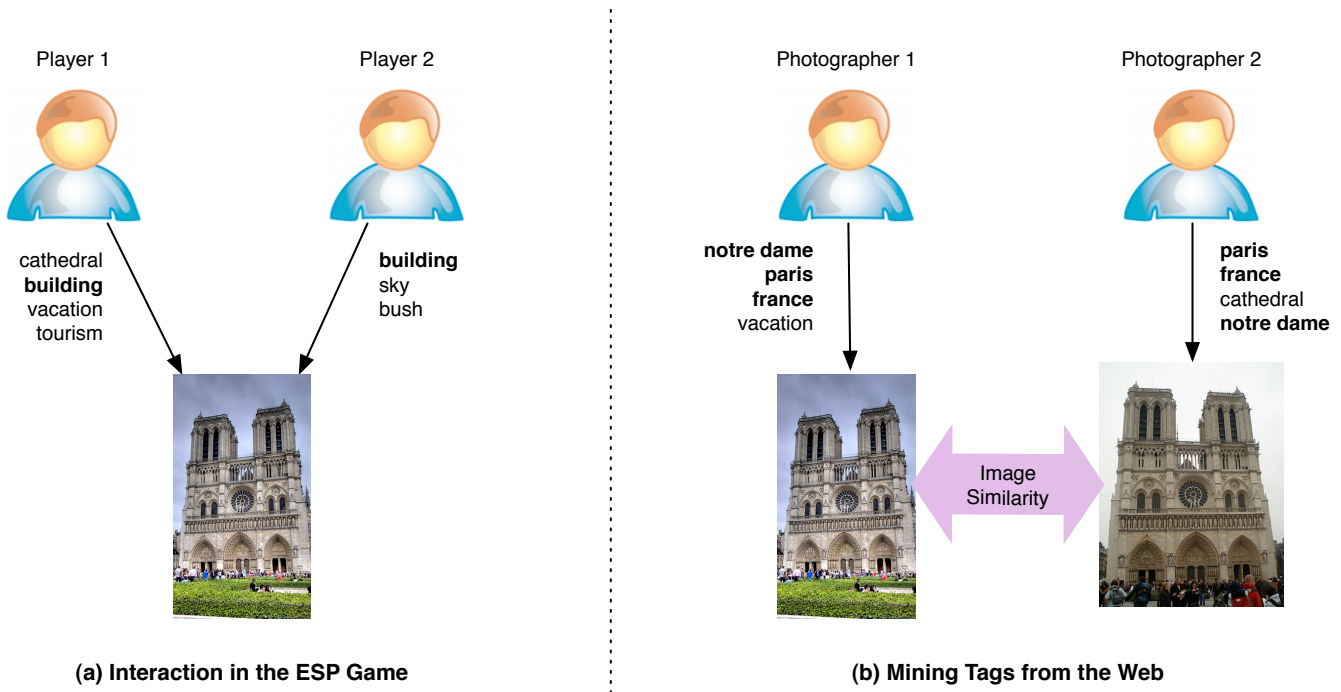 Player 1
Player 2
cathedral
building
vacation
tourism
building
sky
bush
(a) Interaction in the ESP Game
Photographer 1
Photographer 2
notre dame
paris
france
vacation
paris
france
cathedral
notre dame
Image
Similarity
(b) Mining Tags from the Web